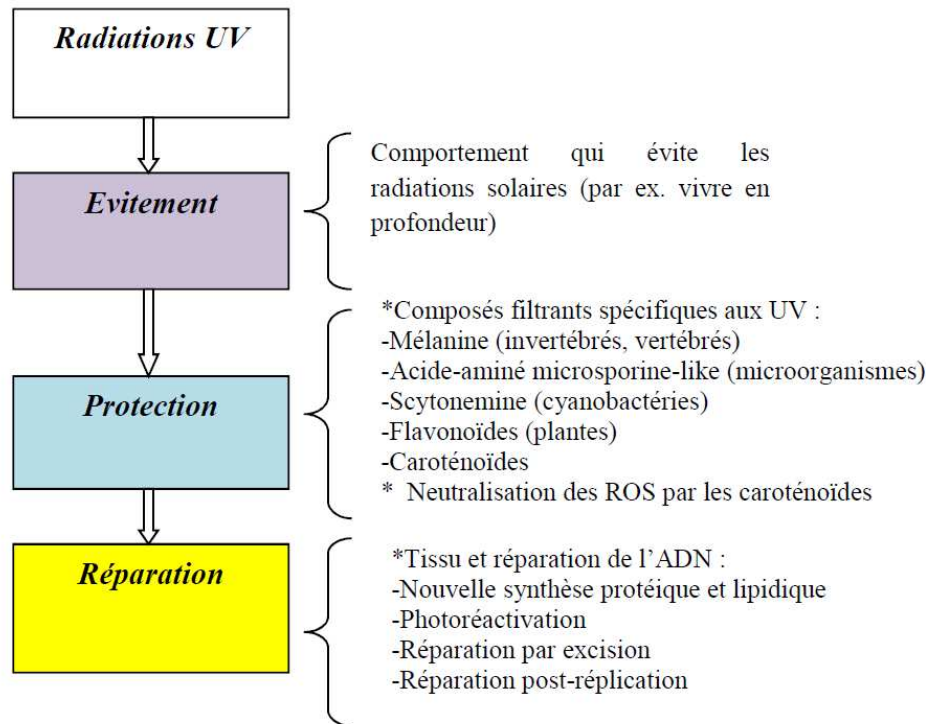 Radiations UV
Comportement qui évite les
radiations solaires (par ex. vivre en
profondeur)
Evitement
*Composés filtrants spécifiques aux UV :
-Mélanine (invertébrés, vertébrés)
-Acide-aminé microsporine-like (microorganismes)
-Scytonemine (cyanobactéries)
-Flavonoïdes (plantes)
-Caroténoïdes
* Neutralisation des ROS par les caroténoïdes
Protection
*Tissu et réparation de l'ADN :
-Nouvelle synthèse protéique et lipidique
-Photoréactivation
-Réparation par excision
-Réparation post-réplication
Réparation